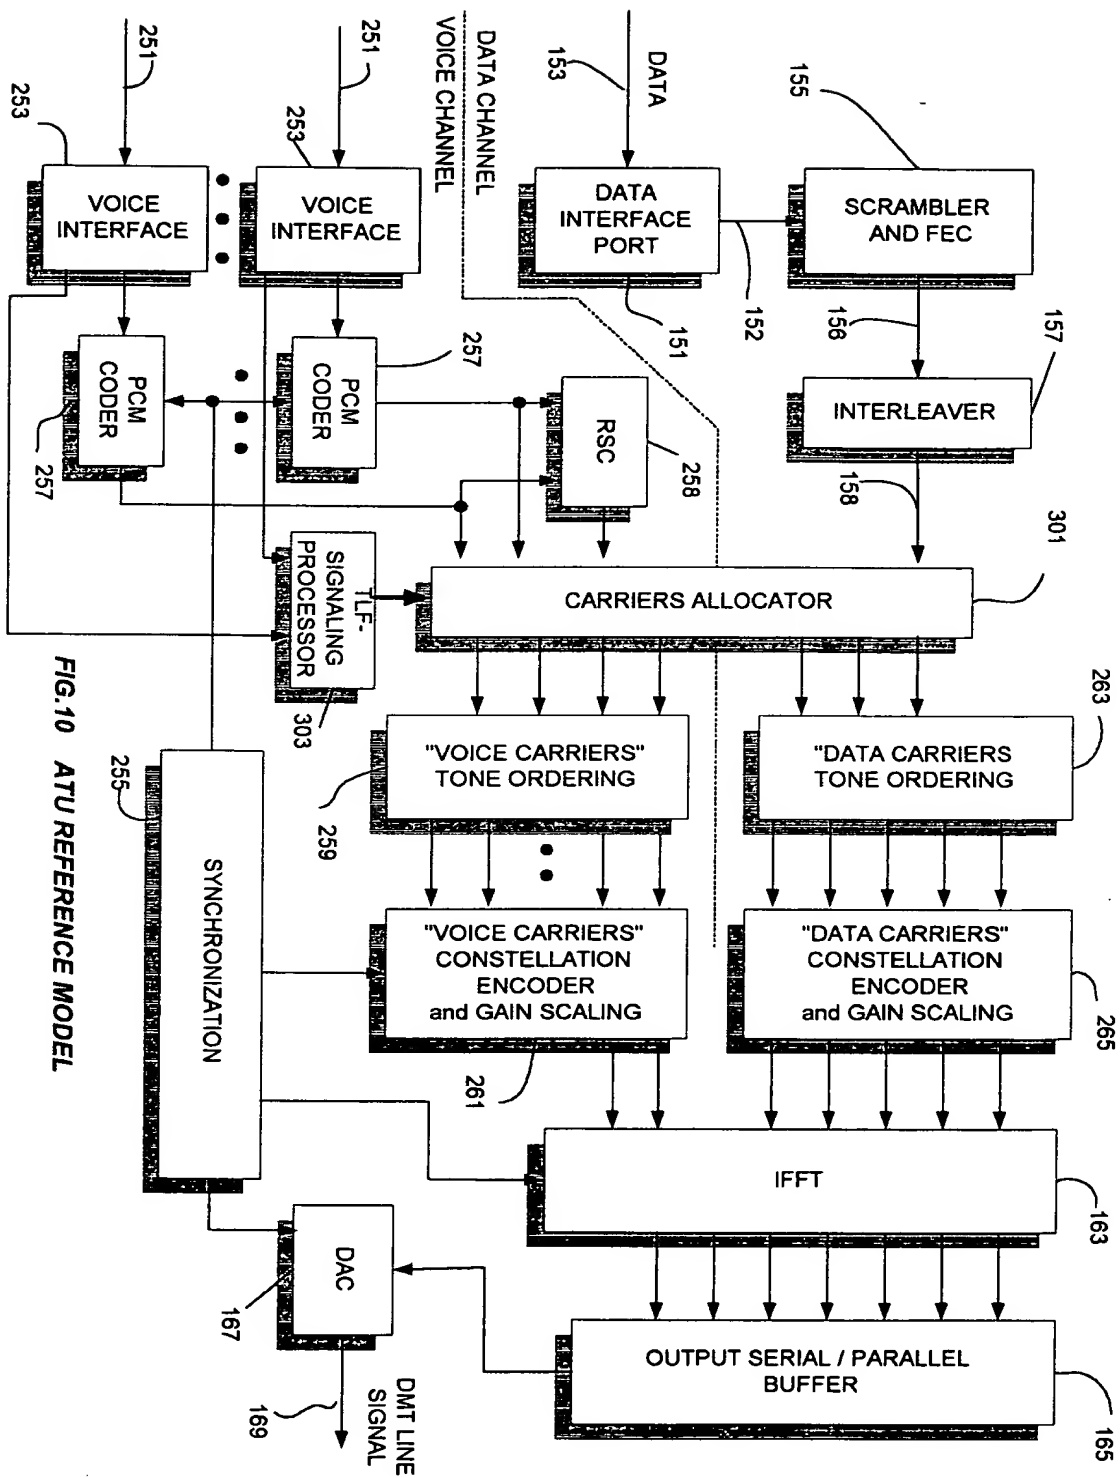 155
SCRAMBLER
AND FEC
156
157
INTERLEAVER
158
301
263
"DATA CARRIERS
TONE ORDERING
"DATA CARRIERS"
CONSTELLATION
ENCODER
and GAIN SCALING
265
IFFT
163
OUTPUT SERIAL / PARALLEL
BUFFER
165
DATA
153
DATA
INTERFACE
PORT
151
152
DATA CHANNEL
VOICE CHANNEL
CARRIERS ALLOCATOR
251
253
VOICE
INTERFACE
257
PCM
CODER
RSC
258
"VOICE CARRIERS"
TONE ORDERING
259
"VOICE CARRIERS"
CONSTELLATION
ENCODER
and GAIN SCALING
261
251
253
VOICE
INTERFACE
PCM
CODER
257
TLF-
SIGNALING
PROCESSOR
303
SYNCHRONIZATION
255
DAC
167
169
DMT LINE
SIGNAL
FIG.10 ATU REFERENCE MODEL